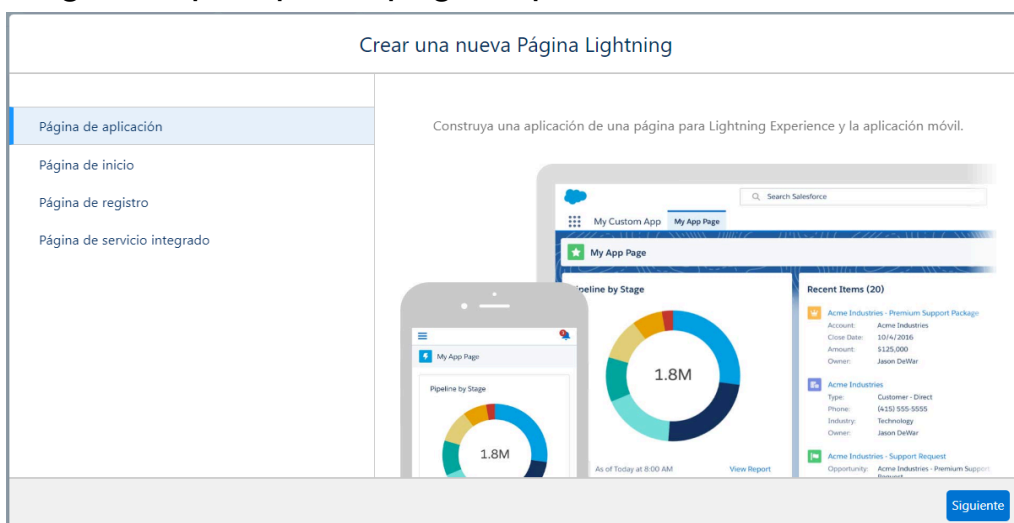 Crear una nueva Página Lightning
Página de aplicación
Página de inicio
Página de registro
Página de servicio integrado
Construya una aplicación de una página para Lightning Experience y la aplicación móvil.
Search Salesforce
My Custom App
My App Page
My App Page
Pipeline by Stage
1.8M
As of Today at 8:00 AM
View Report
Recent Items (20)
Acme Industries - Premium Support Package
Account: Acme Industries
Close Date: 10/4/2016
Amount: $125,000
Owner: Jason DeWar
Acme Industries
Type: Customer - Direct
Phone: (415) 555-5555
Industry: Technology
Owner: Jason DeWar
Acme Industries - Support Request
Opportunity: Acme Industries - Premium Support
My App Page
Pipeline by Stage
1.8M
Siguiente